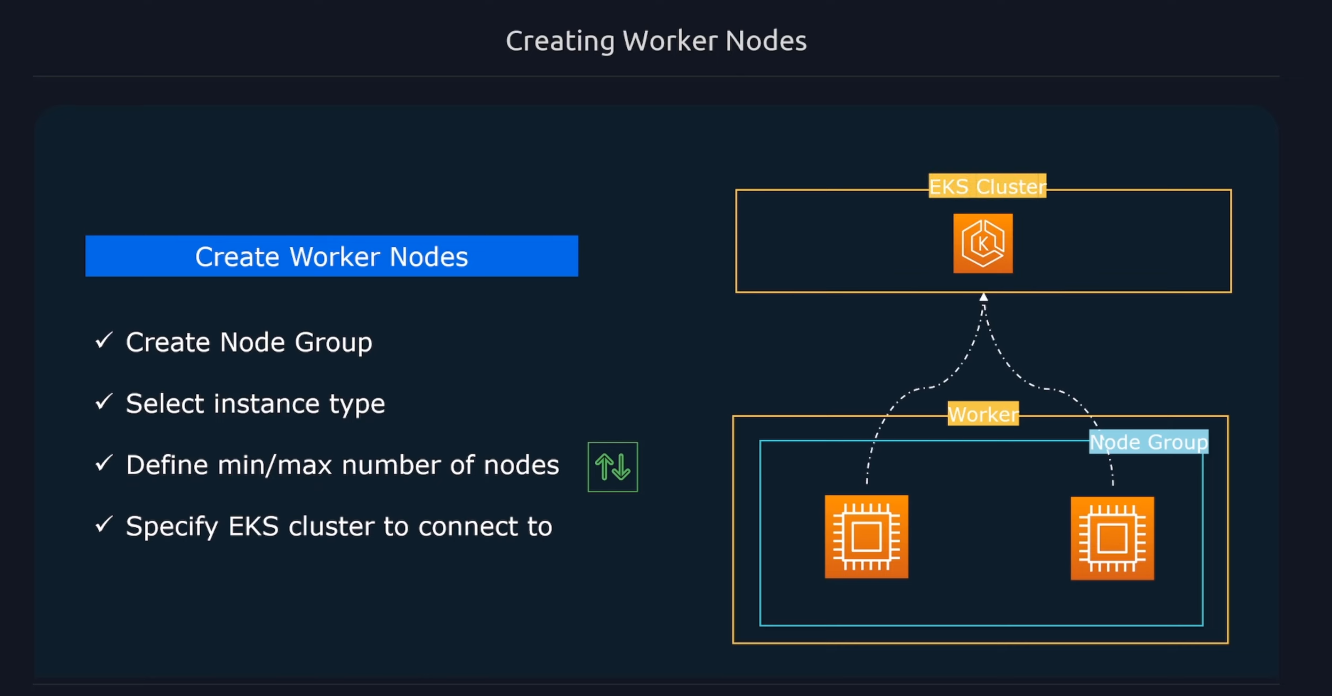 Creating Worker Nodes
Create Worker Nodes
✓ Create Node Group
✓ Select instance type
✓ Define min/max number of nodes
✓ Specify EKS cluster to connect to
EKS Cluster
K
Worker
Node Group